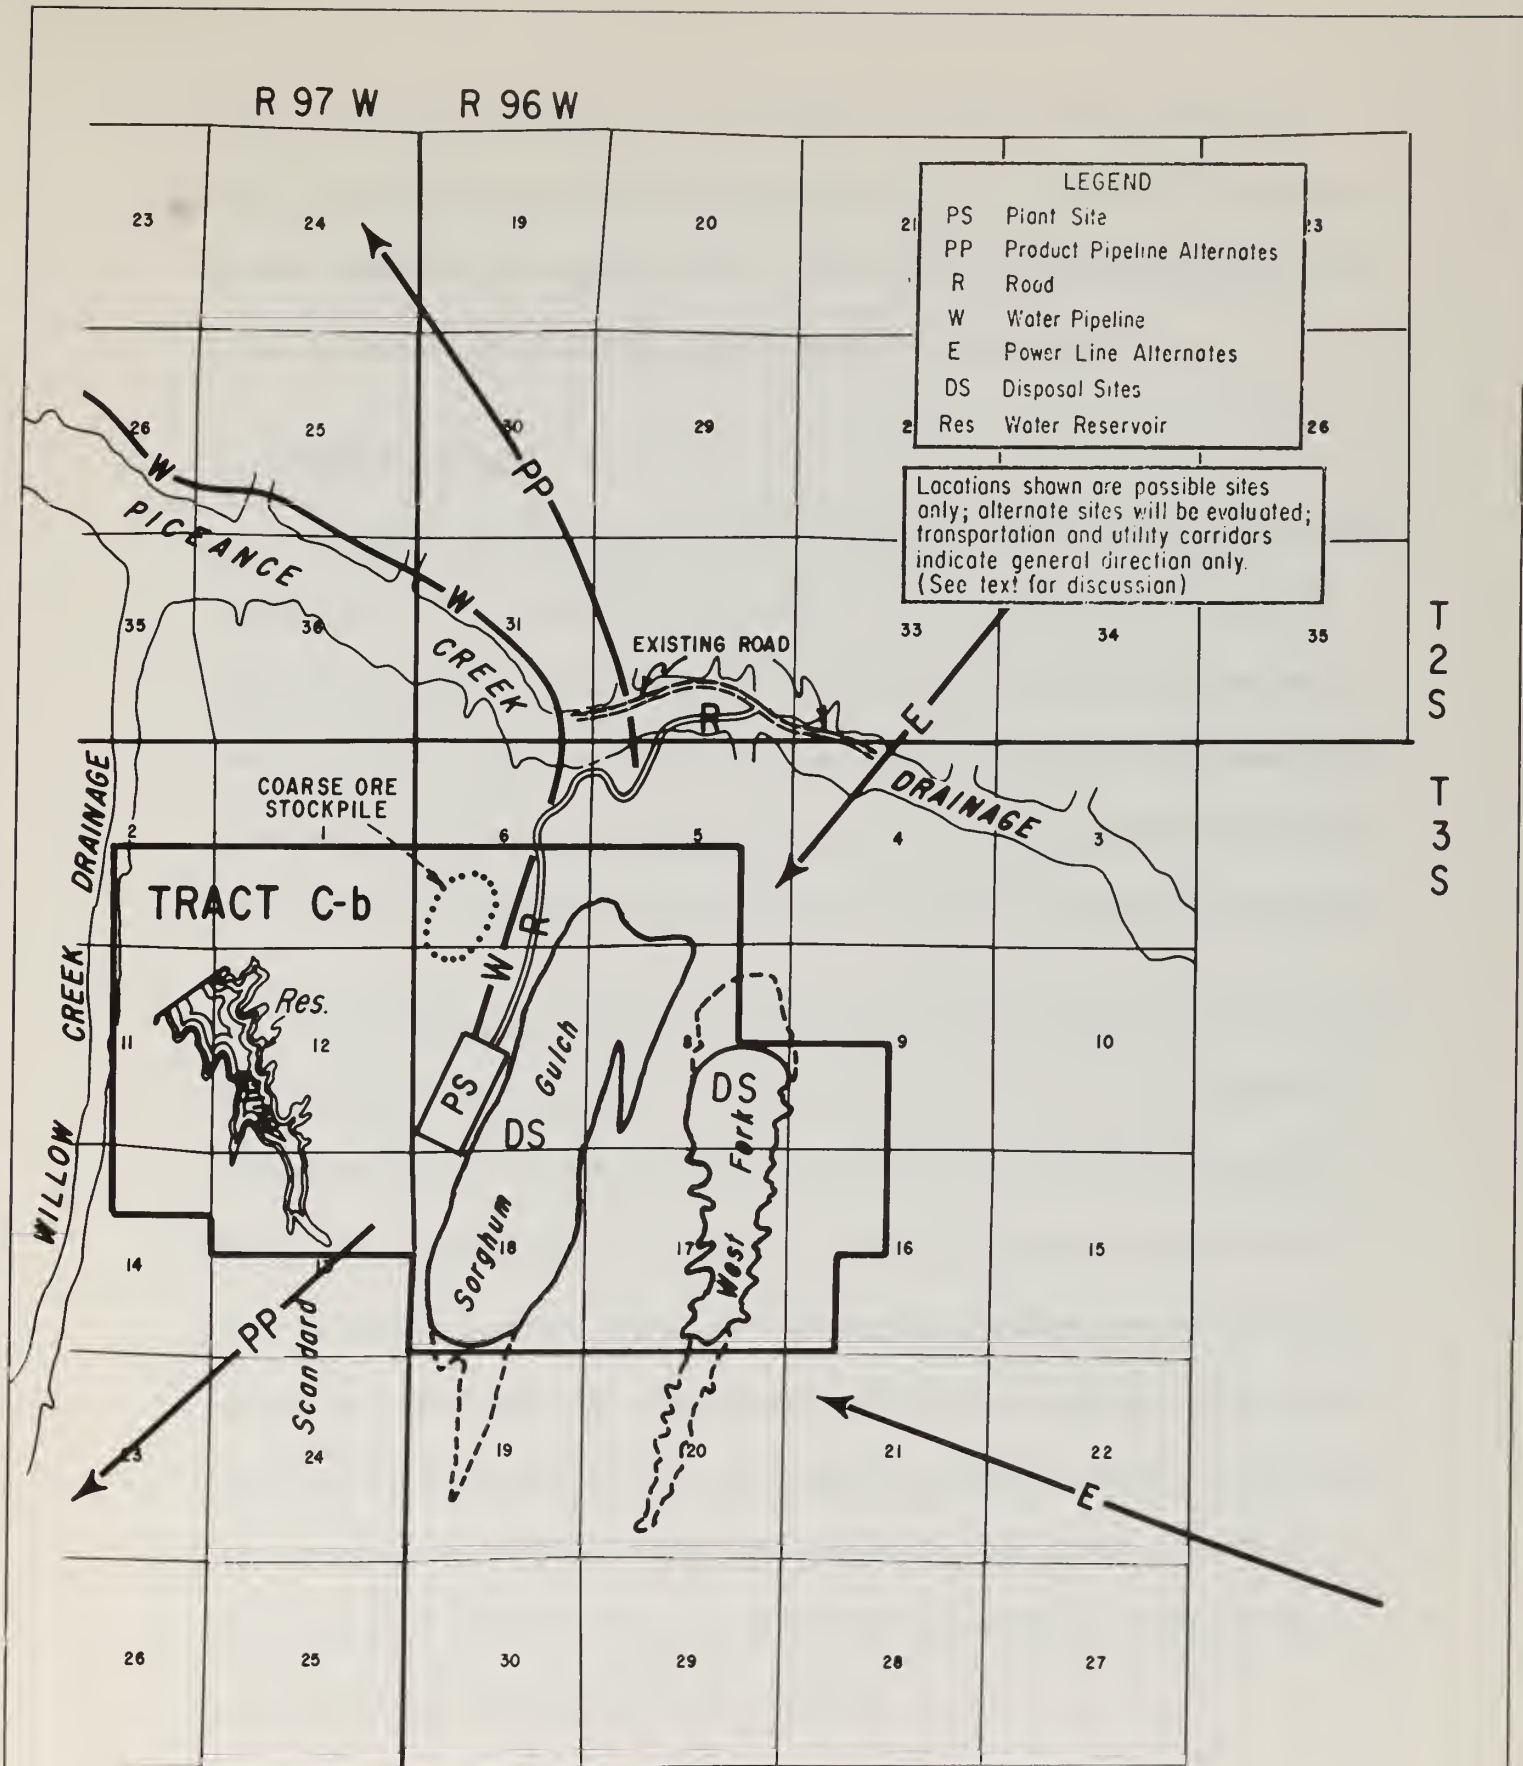 R 97 W R 96 W
LEGEND
PS Plant Site
PP Product Pipeline Alternates
R Road
W Water Pipeline
E Power Line Alternates
DS Disposal Sites
Res Water Reservoir
23 24 19 20 21 23
26 25 30 29 2 26
W
PP
PICEANCE
CREEK
DRAINAGE
Locations shown are possible sites
only; alternate sites will be evaluated;
transportation and utility corridors
indicate general direction only.
(See text for discussion)
T
2
S
35 36 31 33 34 35
W
EXISTING ROAD
R
E
T
3
S
COARSE ORE
STOCKPILE
2 1 6 5 4 3
TRACT C-b
WILLOW CREEK DRAINAGE
R
W
Res.
11 12 8 9 10
PS
DS
Sorghum Gulch
DS
West Fork
14 13 18 17 16 15
PP
Scandard
23 24 19 20 21 22
E
26 25 30 29 28 27